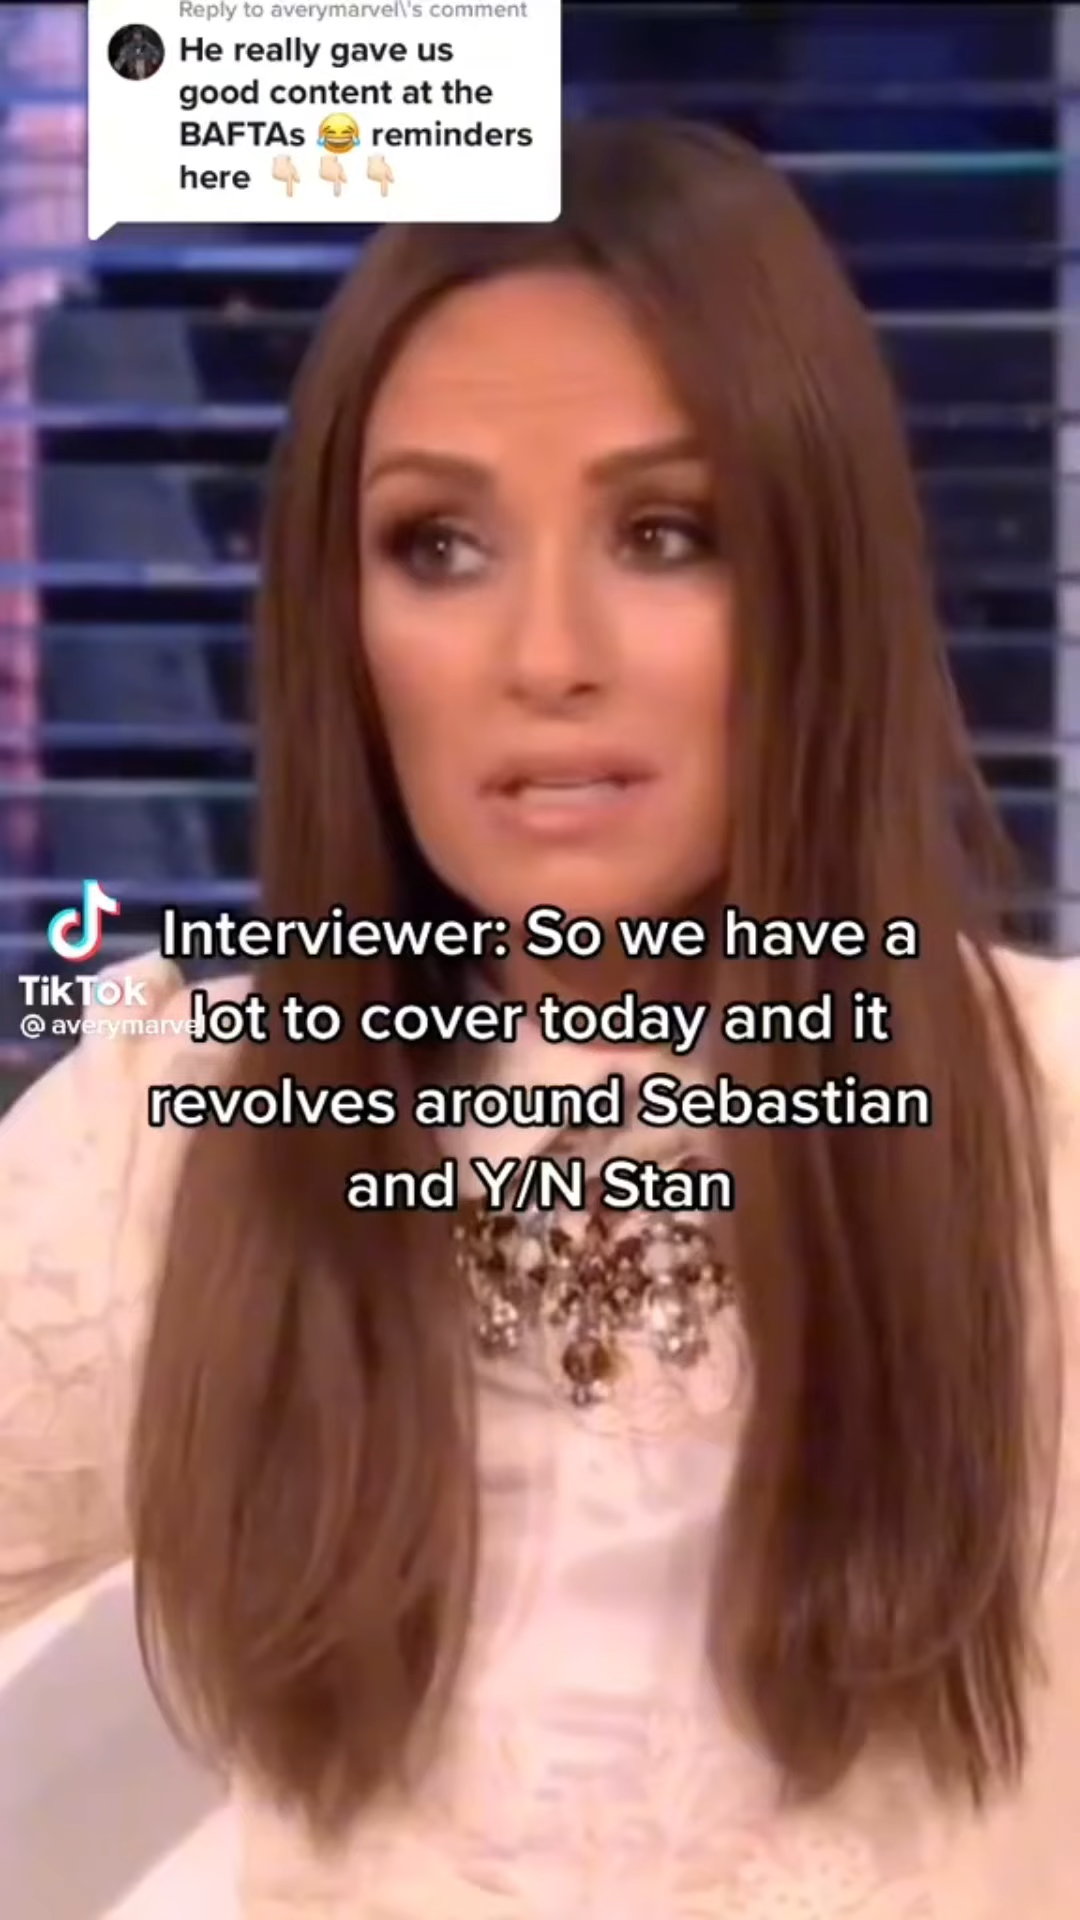 Reply to averymarvel\'s comment
He really gave us
good content at the
BAFTAs 😂 reminders
here 👇🏻👇🏻👇🏻
Interviewer: So we have a
lot to cover today and it
revolves around Sebastian
and Y/N Stan
TikTok
@averymarvel